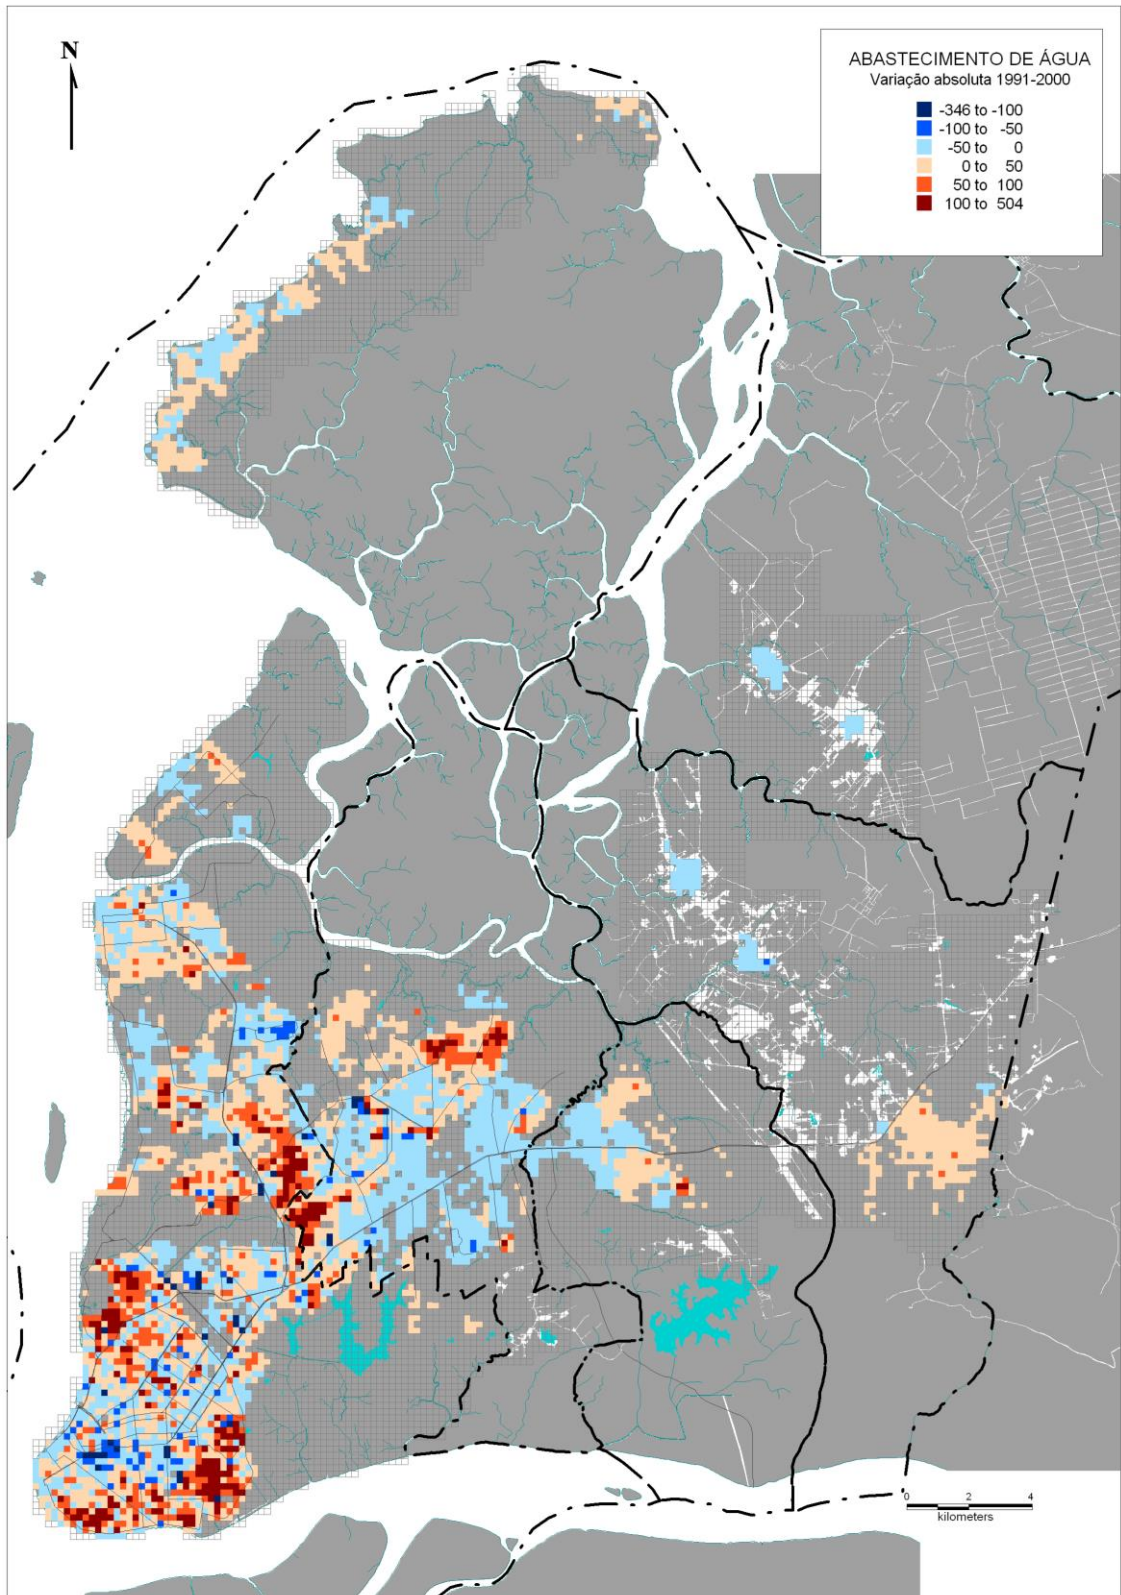 N
ABASTECIMENTO DE ÁGUA
Variação absoluta 1991-2000
-346 to -100
-100 to -50
-50 to 0
0 to 50
50 to 100
100 to 504
0 2 4
kilometers